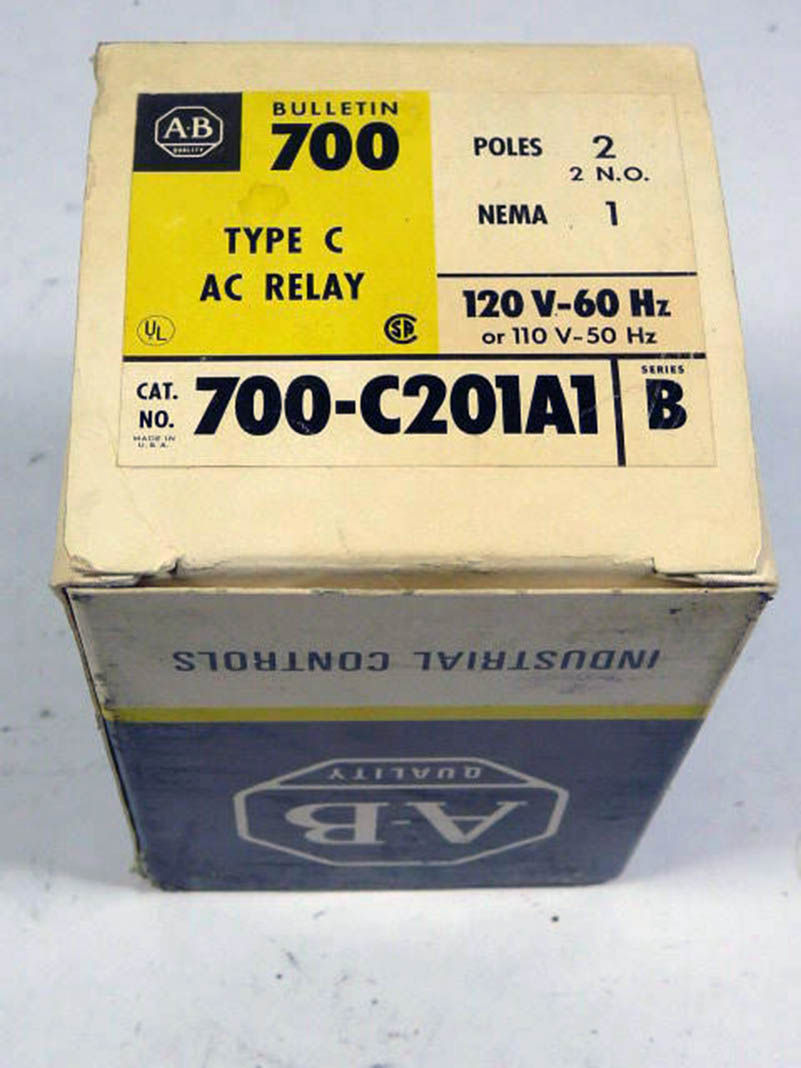 A-B
QUALITY
BULLETIN
700
TYPE C
AC RELAY
UL
SA
POLES 2
2 N.O.
NEMA 1
120 V-60 Hz
or 110 V-50 Hz
CAT.
NO. 700-C201A1
MADE IN
U.S.A.
SERIES
B
INDUSTRIAL CONTROLS
QUALITY
A-B